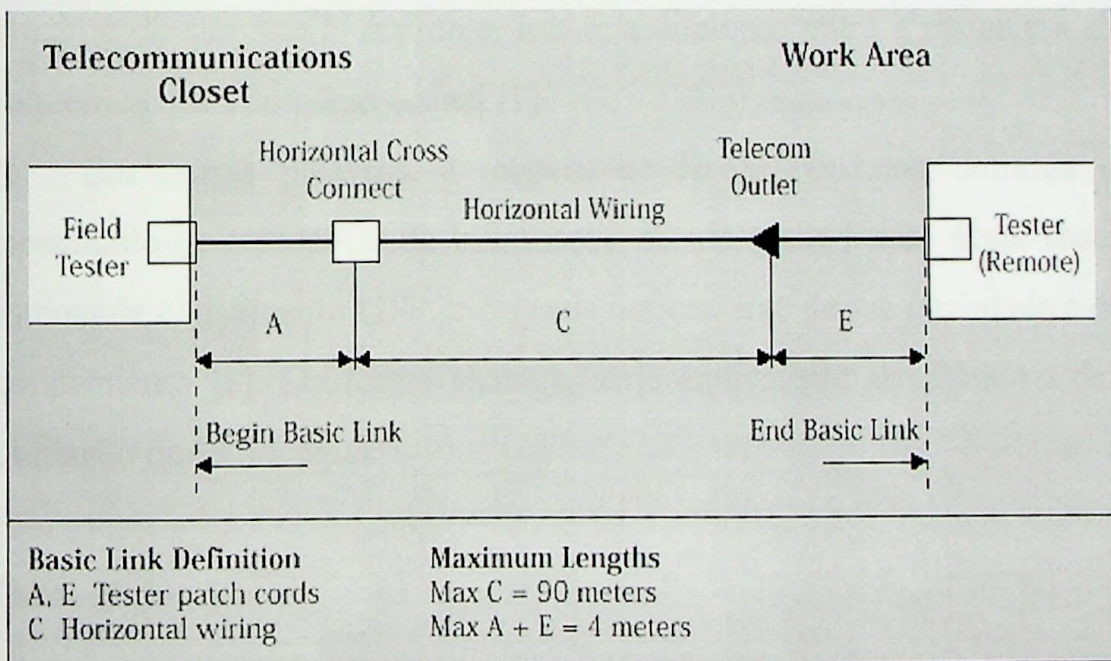 Telecommunications
Closet
Work Area
Horizontal Cross
Connect
Telecom
Outlet
Horizontal Wiring
Field
Tester
Tester
(Remote)
A
C
E
Begin Basic Link
End Basic Link
Basic Link Definition
A, E Tester patch cords
C Horizontal wiring
Maximum Lengths
Max C = 90 meters
Max A + E = 4 meters